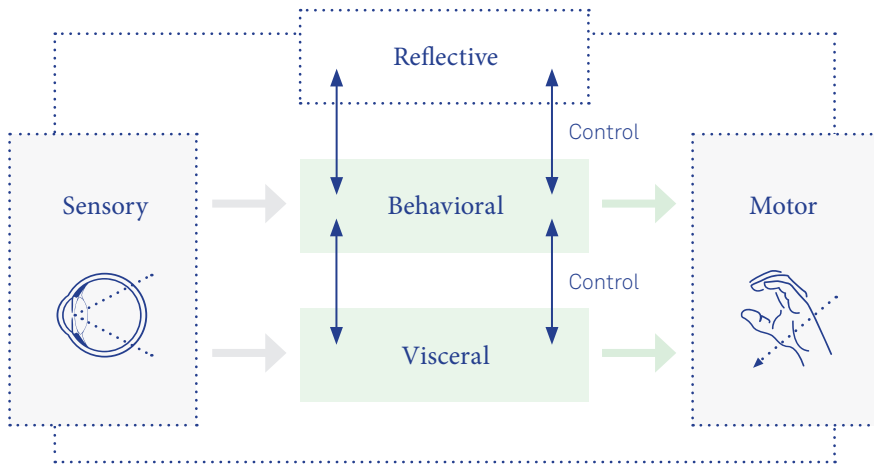 Reflective
Control
Sensory
Behavioral
Motor
Control
Visceral